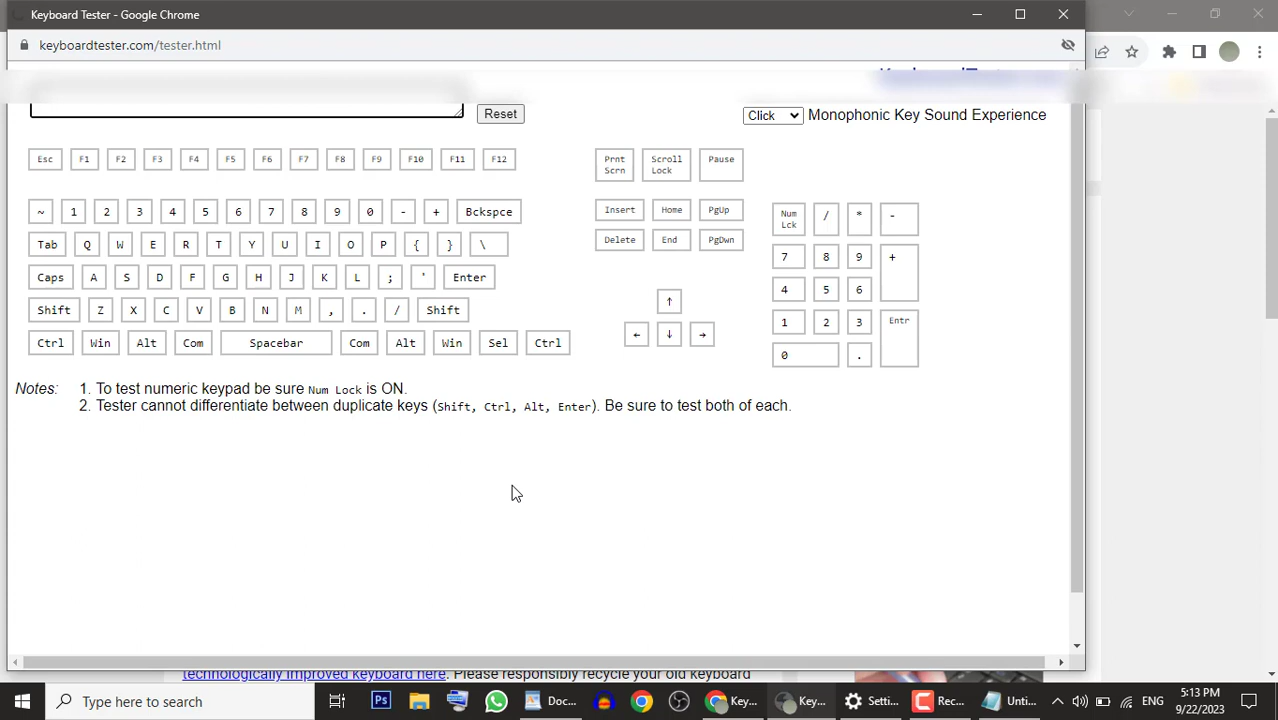 Keyboard Tester - Google Chrome
keyboardtester.com/tester.html
Reset
Click Monophonic Key Sound Experience
Esc F1 F2 F3 F4 F5 F6 F7 F8 F9 F10 F11 F12
Prnt Scrn Scroll Lock Pause
~ 1 2 3 4 5 6 7 8 9 0 - + Bckspce
Insert Home PgUp
Num Lck / * -
Tab Q W E R T Y U I O P { } \
Delete End PgDwn
7 8 9 +
Caps A S D F G H J K L ; ' Enter
4 5 6
Shift Z X C V B N M , . / Shift
↑
1 2 3 Entr
Ctrl Win Alt Com Spacebar Com Alt Win Sel Ctrl
← ↓ →
0 .
Notes: 1. To test numeric keypad be sure Num Lock is ON.
2. Tester cannot differentiate between duplicate keys (Shift, Ctrl, Alt, Enter). Be sure to test both of each.
technologically improved keyboard here. Please responsibly recycle your old keyboard
Type here to search
Ps
Doc...
Key...
Key...
Setti...
Rec...
Unti...
ENG
5:13 PM
9/22/2023